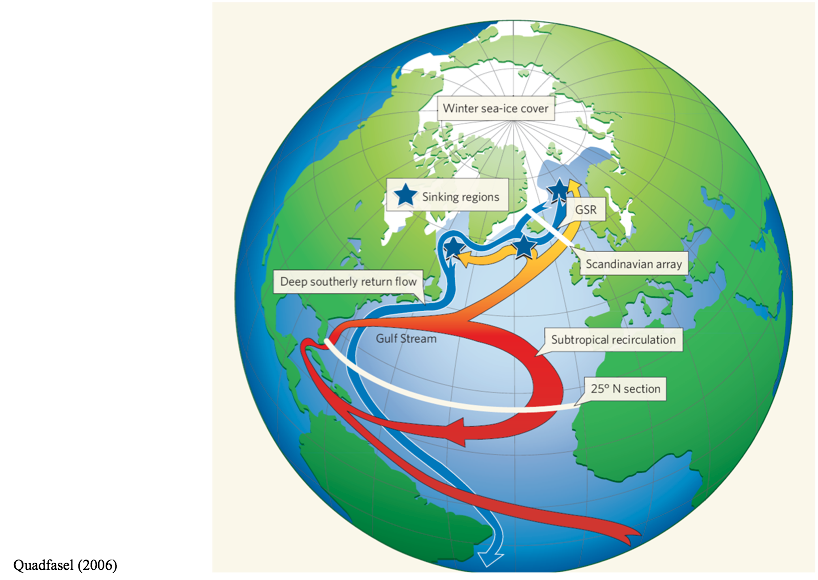 Winter sea-ice cover
Sinking regions
GSR
Scandinavian array
Deep southerly return flow
Gulf Stream
Subtropical recirculation
25° N section
Quadfasel (2006)